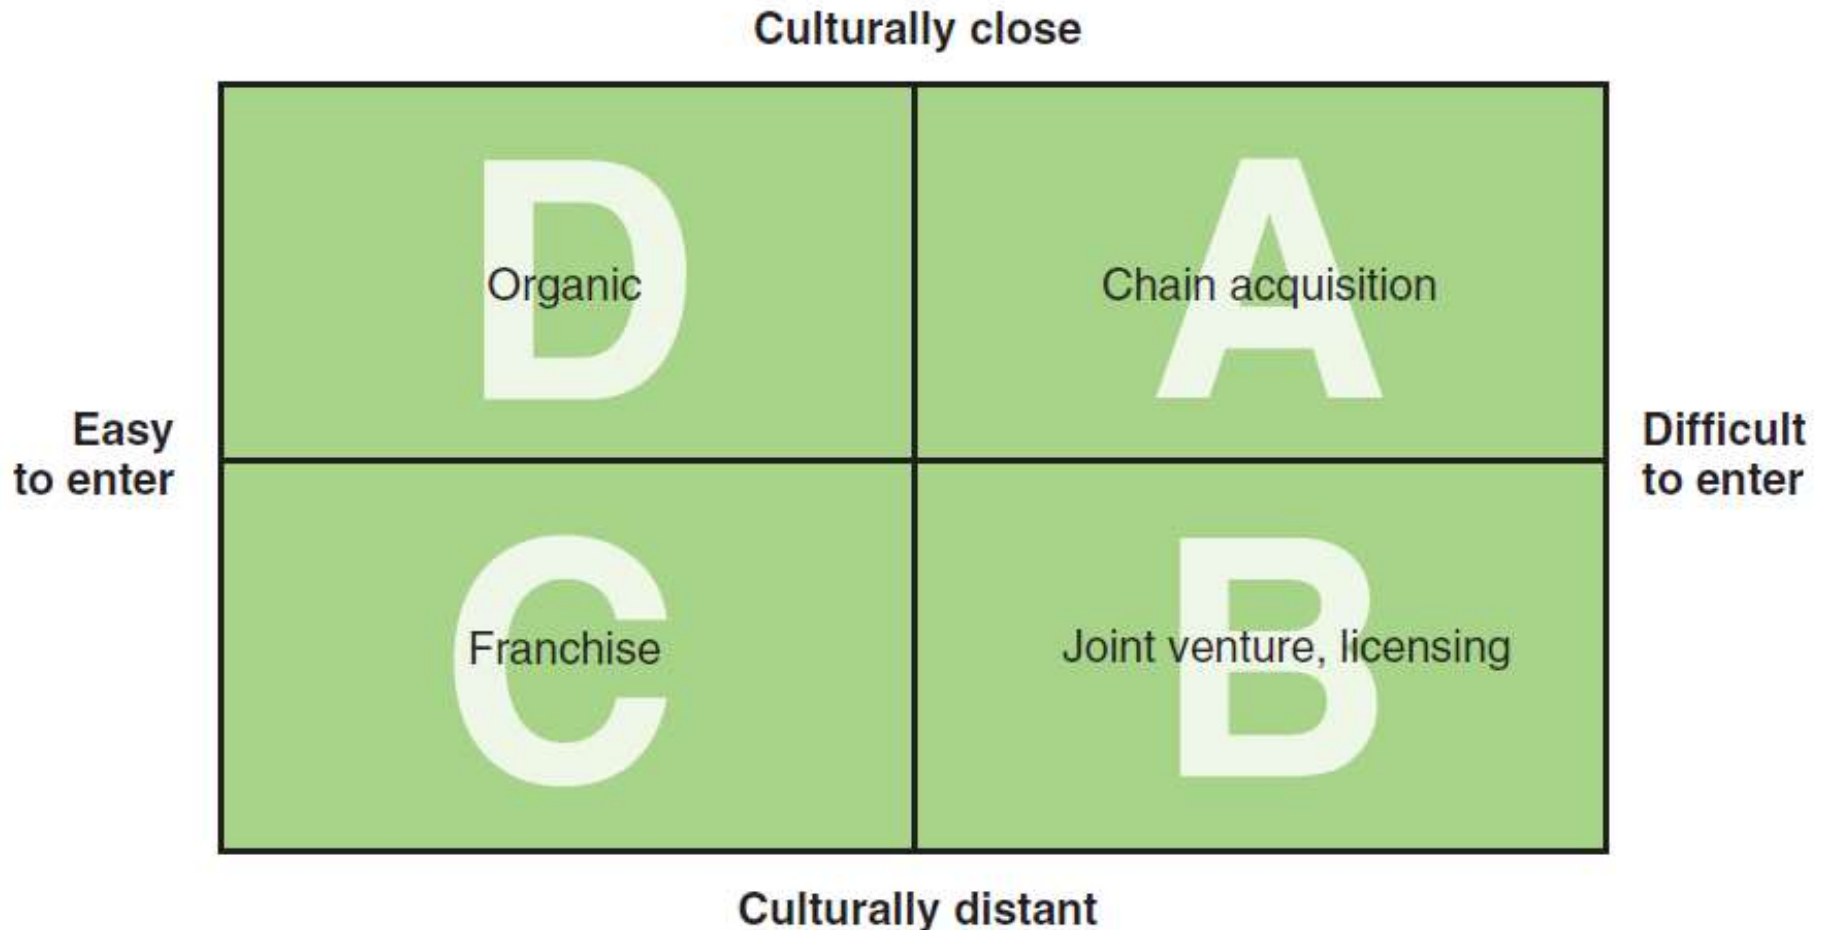 Culturally close
D
Organic
A
Chain acquisition
Easy
to enter
Difficult
to enter
C
Franchise
B
Joint venture, licensing
Culturally distant